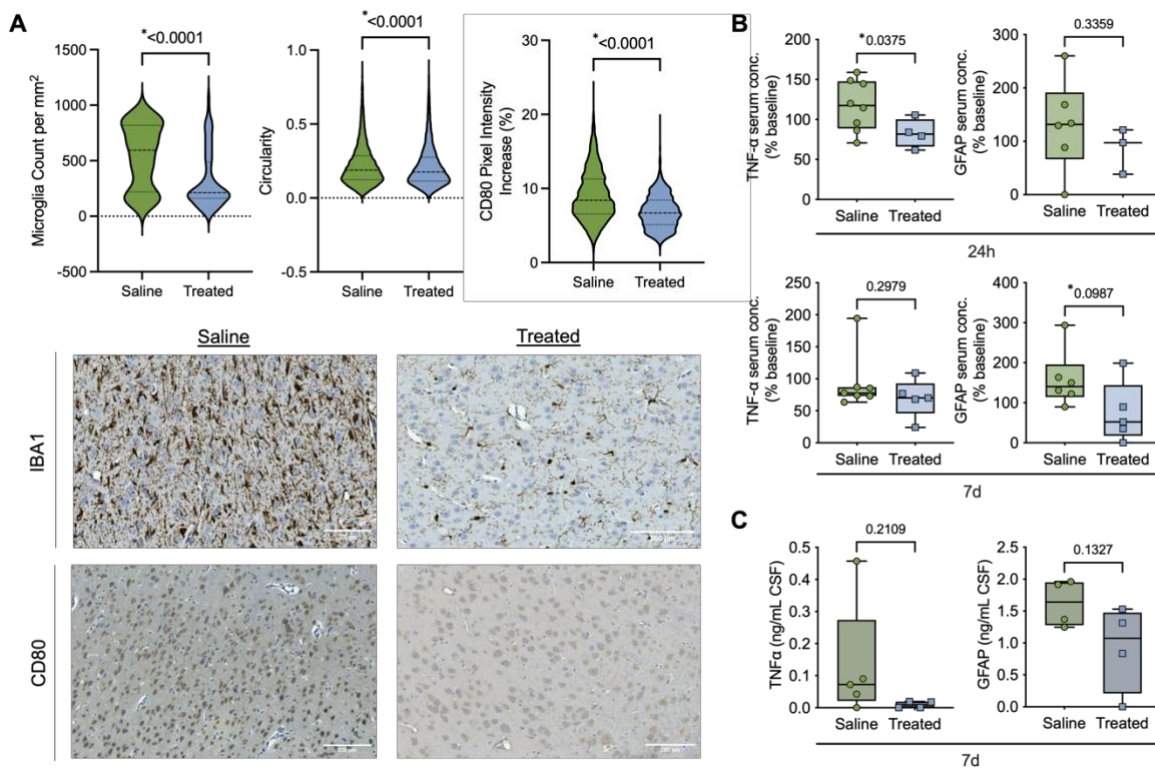 A
*<0.0001
1500
1000
500
0
-500
Microglia Count per mm²
Saline Treated
*<0.0001
1.0
0.5
0.0
-0.5
Circularity
Saline Treated
*<0.0001
30
20
10
0
CD80 Pixel Intensity
Increase (%)
Saline Treated
Saline
Treated
IBA1
CD80
B
*0.0375
200
150
100
50
0
TNF-α serum conc.
(% baseline)
Saline Treated
0.3359
300
200
100
0
GFAP serum conc.
(% baseline)
Saline Treated
24h
0.2979
250
200
150
100
50
0
TNF-α serum conc.
(% baseline)
Saline Treated
*0.0987
400
300
200
100
0
GFAP serum conc.
(% baseline)
Saline Treated
7d
C
0.2109
0.5
0.4
0.3
0.2
0.1
0.0
TNFα (ng/mL CSF)
Saline Treated
0.1327
2.5
2.0
1.5
1.0
0.5
0.0
GFAP (ng/mL CSF)
Saline Treated
7d